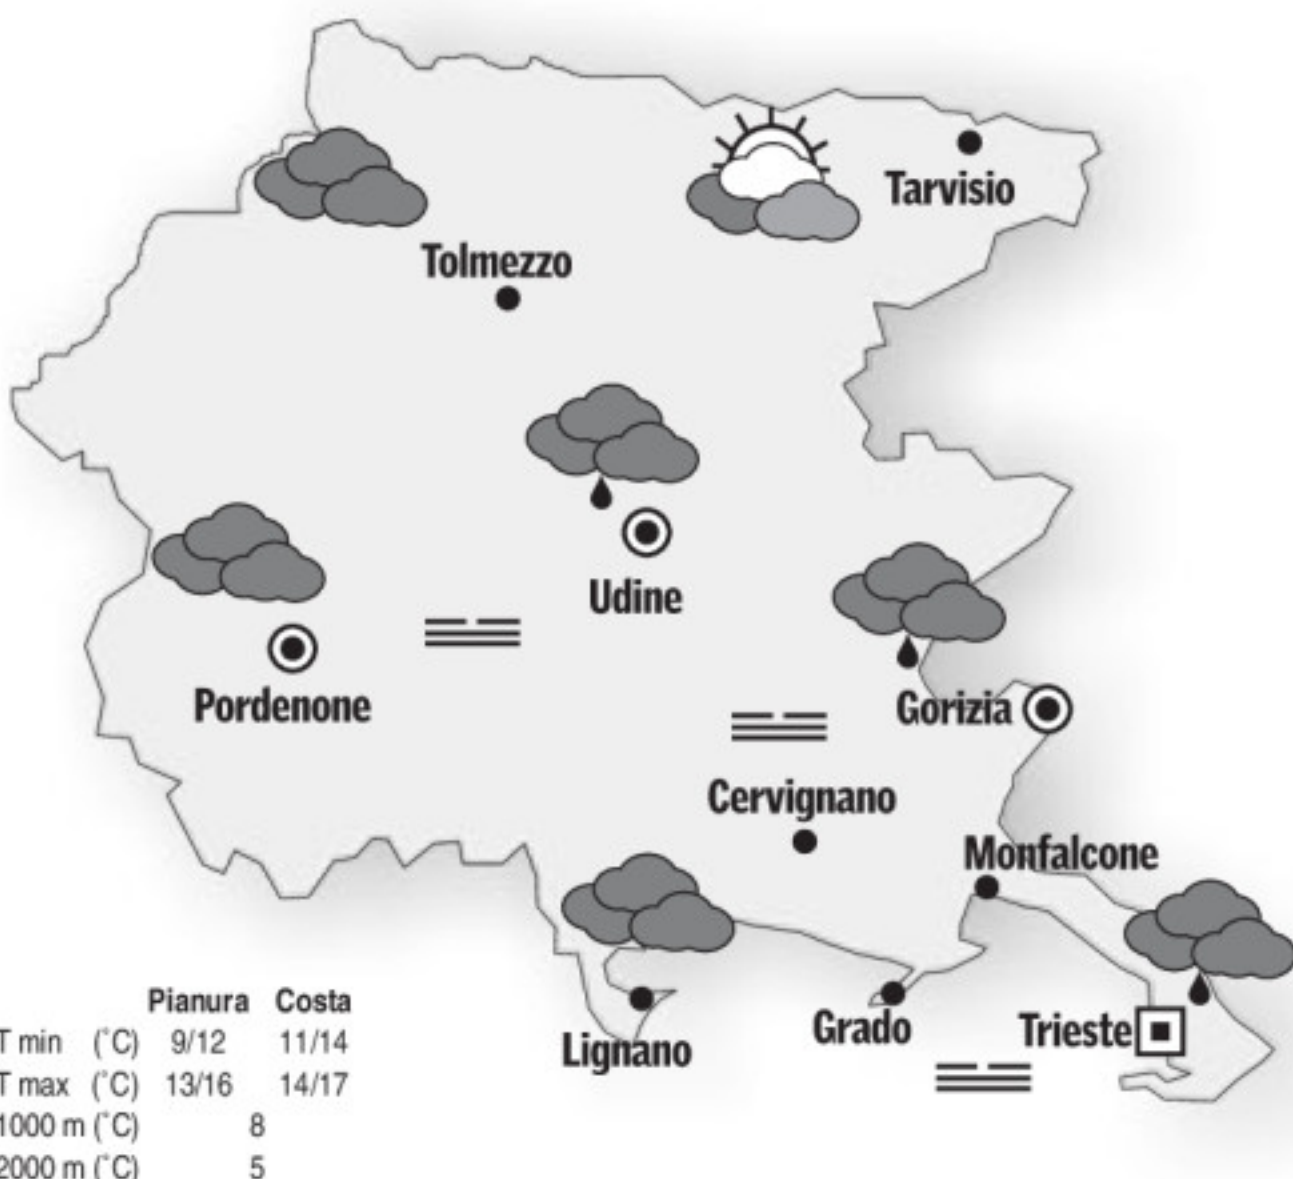 Tarvisio
Tolmezzo
Udine
Pordenone
Gorizia
Cervignano
Monfalcone
Lignano
Grado
Trieste
Pianura Costa
T min (°C) 9/12 11/14
T max (°C) 13/16 14/17
1000 m (°C) 8
2000 m (°C) 5